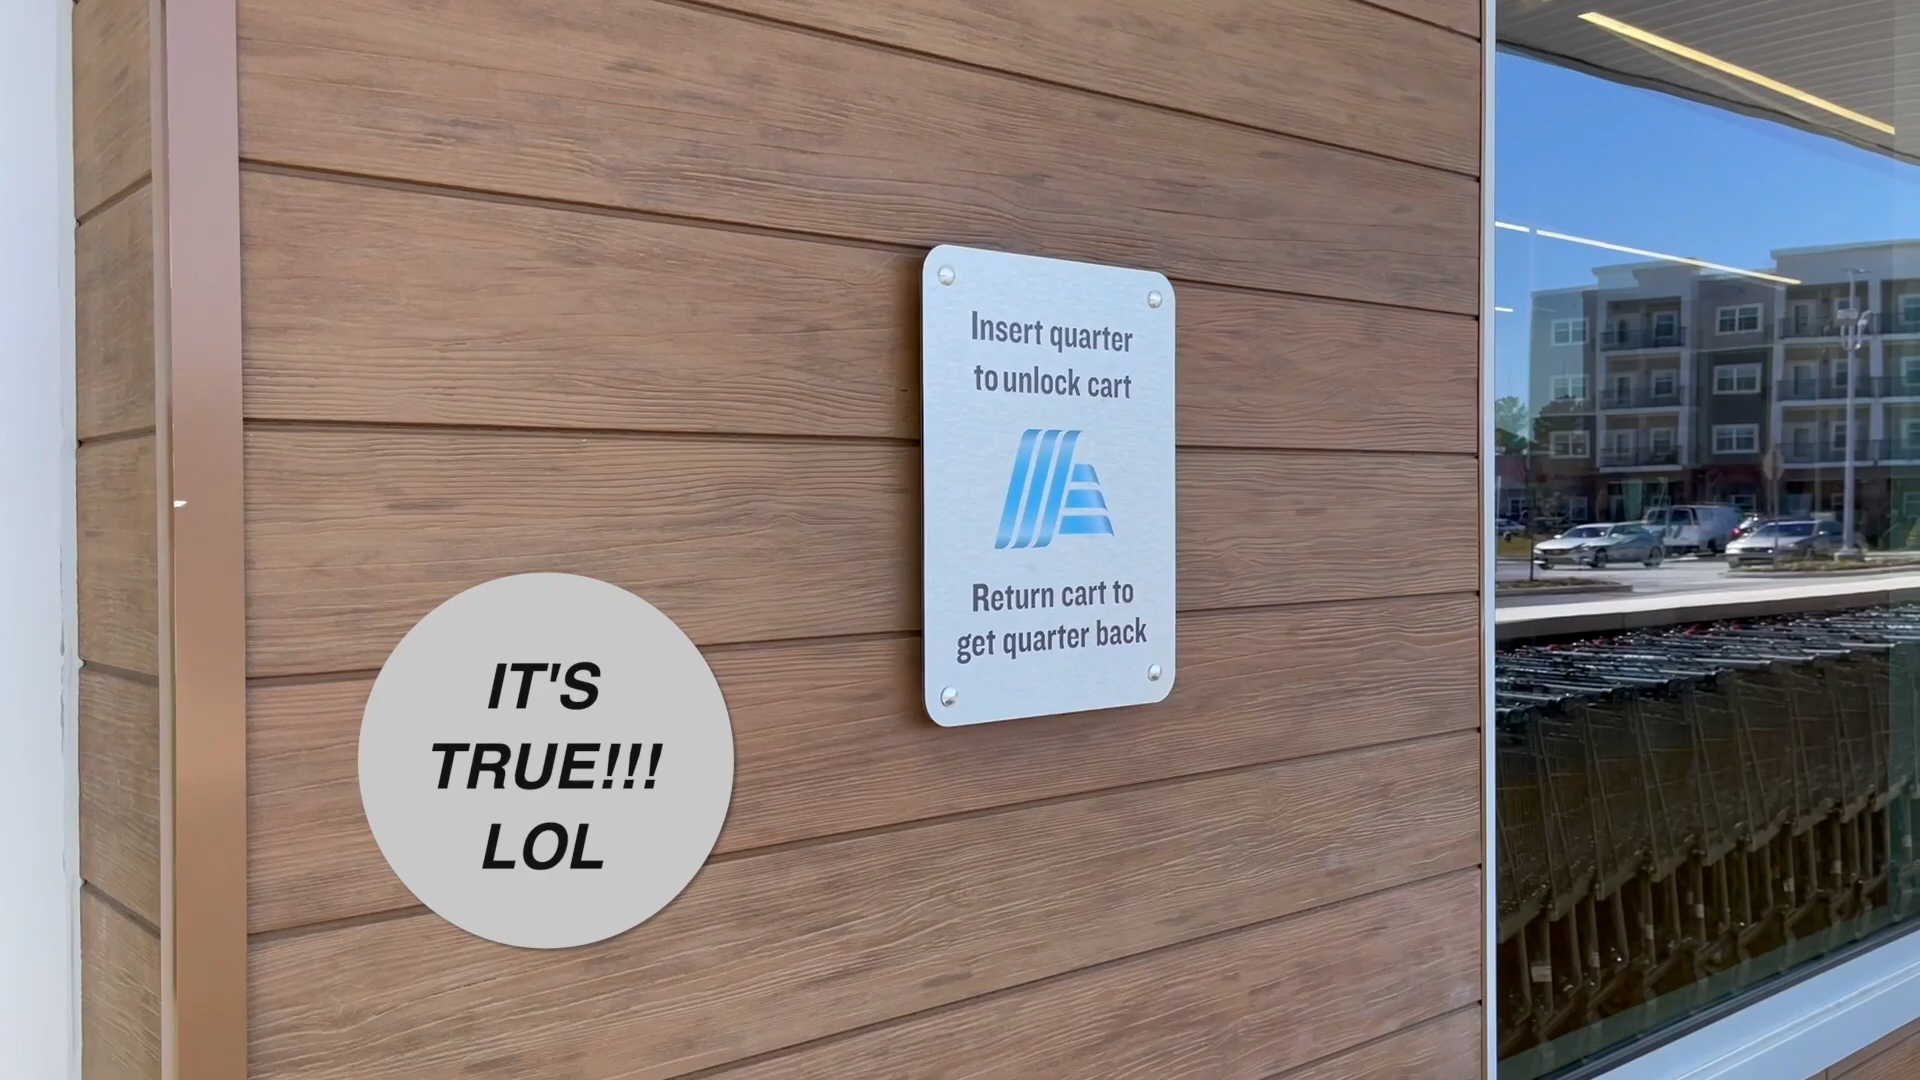 Insert quarter
to unlock cart
Return cart to
get quarter back
IT'S
TRUE!!!
LOL